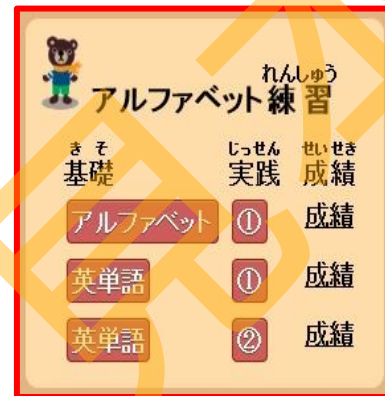 れんしゅう
アルファベット練習
きそ じっせん せいせき
基礎 実践 成績
アルファベット ① 成績
英単語 ① 成績
英単語 ② 成績